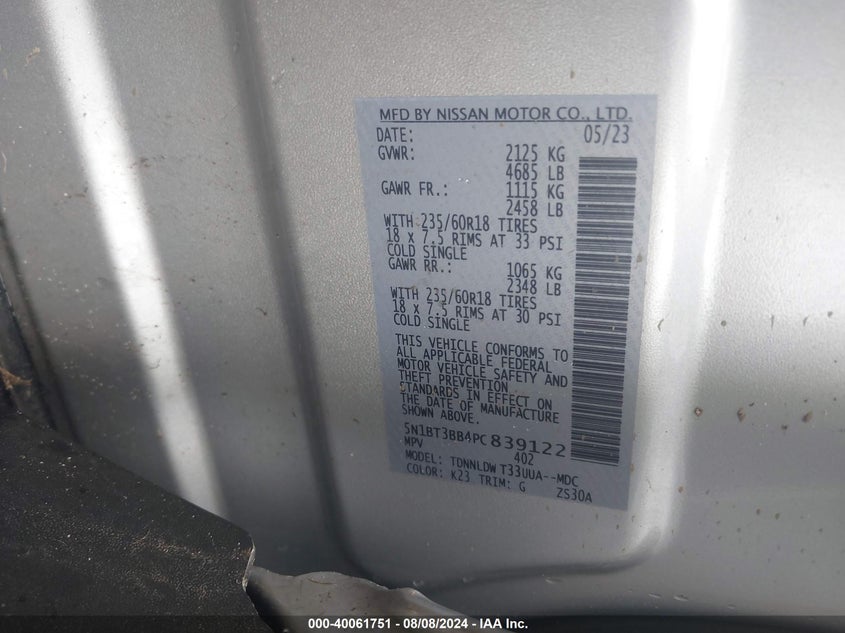 MFD BY NISSAN MOTOR CO., LTD.
DATE: 05/23
GVWR: 2125 KG
4685 LB
GAWR FR.: 1115 KG
2458 LB
WITH 235/60R18 TIRES
18 x 7.5 RIMS AT 33 PSI
COLD SINGLE
GAWR RR.: 1065 KG
2348 LB
WITH 235/60R18 TIRES
18 x 7.5 RIMS AT 30 PSI
COLD SINGLE
THIS VEHICLE CONFORMS TO
ALL APPLICABLE FEDERAL
MOTOR VEHICLE SAFETY AND
THEFT PREVENTION
STANDARDS IN EFFECT ON
THE DATE OF MANUFACTURE
SHOWN ABOVE.
5N1BT3BB4PC839122
MPV 402
MODEL: TDNNLDW T33UUA--MDC
COLOR: K23 TRIM: G ZS30A
000-40061751 - 08/08/2024 - IAA Inc.